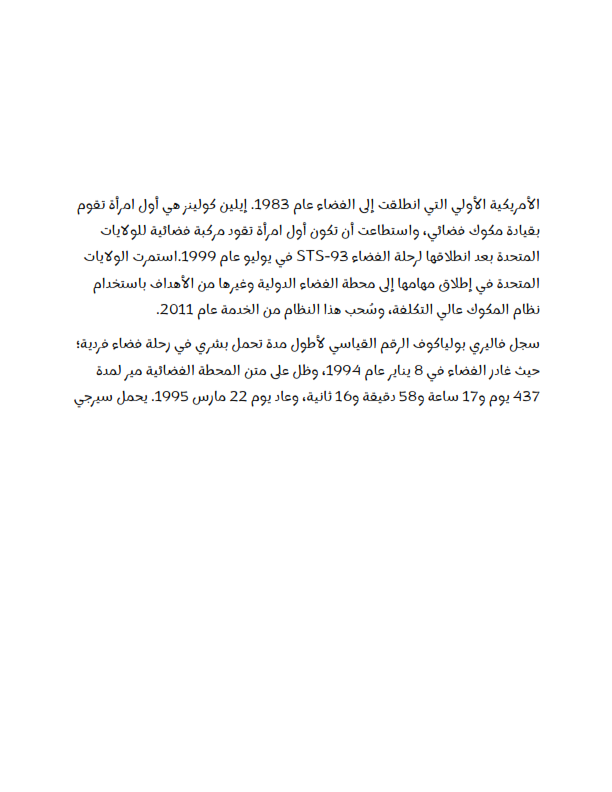 الأمريكية الأولي التي انطلقت إلى الفضاء عام 1983. إيلين كولينز هي أول امرأة تقوم
بقيادة مكوك فضائي، واستطاعت أن تكون أول امرأة تقود مركبة فضائية للولايات
المتحدة بعد انطلاقها لرحلة الفضاء STS-93 في يوليو عام 1999.استمرت الولايات
المتحدة في إطلاق مهامها إلى محطة الفضاء الدولية وغيرها من الأهداف باستخدام
نظام المكوك عالي التكلفة، وسُحب هذا النظام من الخدمة عام 2011.
سجل فاليري بولياكوف الرقم القياسي لأطول مدة تحمل بشري في رحلة فضاء فردية؛
حيث غادر الفضاء في 8 يناير عام 1994، وظل على متن المحطة الفضائية مير لمدة
437 يوم و17 ساعة و58 دقيقة و16 ثانية، وعاد يوم 22 مارس 1995. يحمل سيرجي